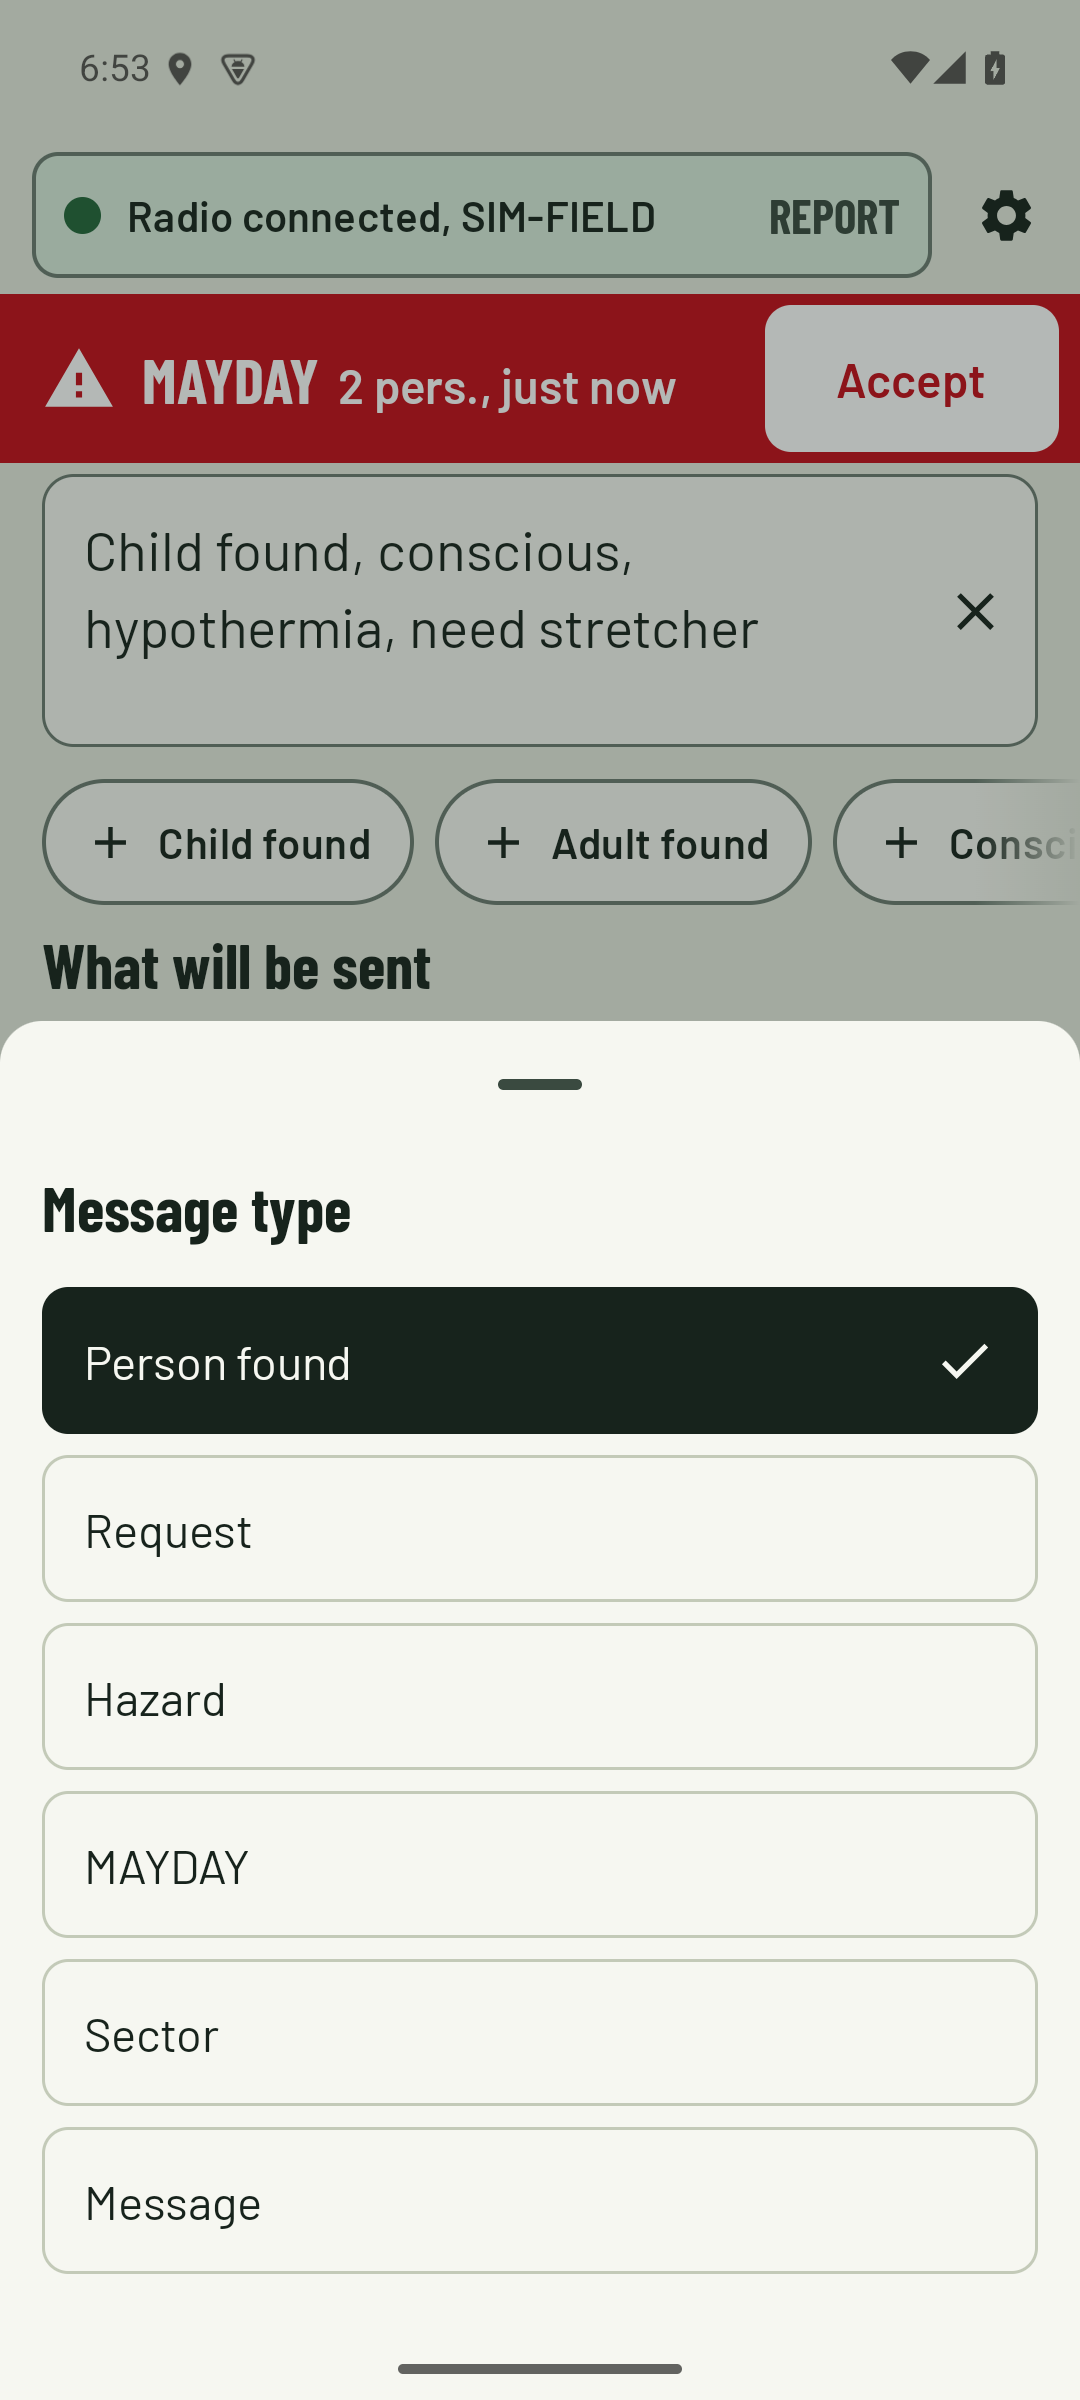 6:53
Radio connected, SIM-FIELD REPORT
MAYDAY 2 pers., just now Accept
Child found, conscious,
hypothermia, need stretcher
+ Child found + Adult found +
What will be sent
Message type
Person found
Request
Hazard
MAYDAY
Sector
Message